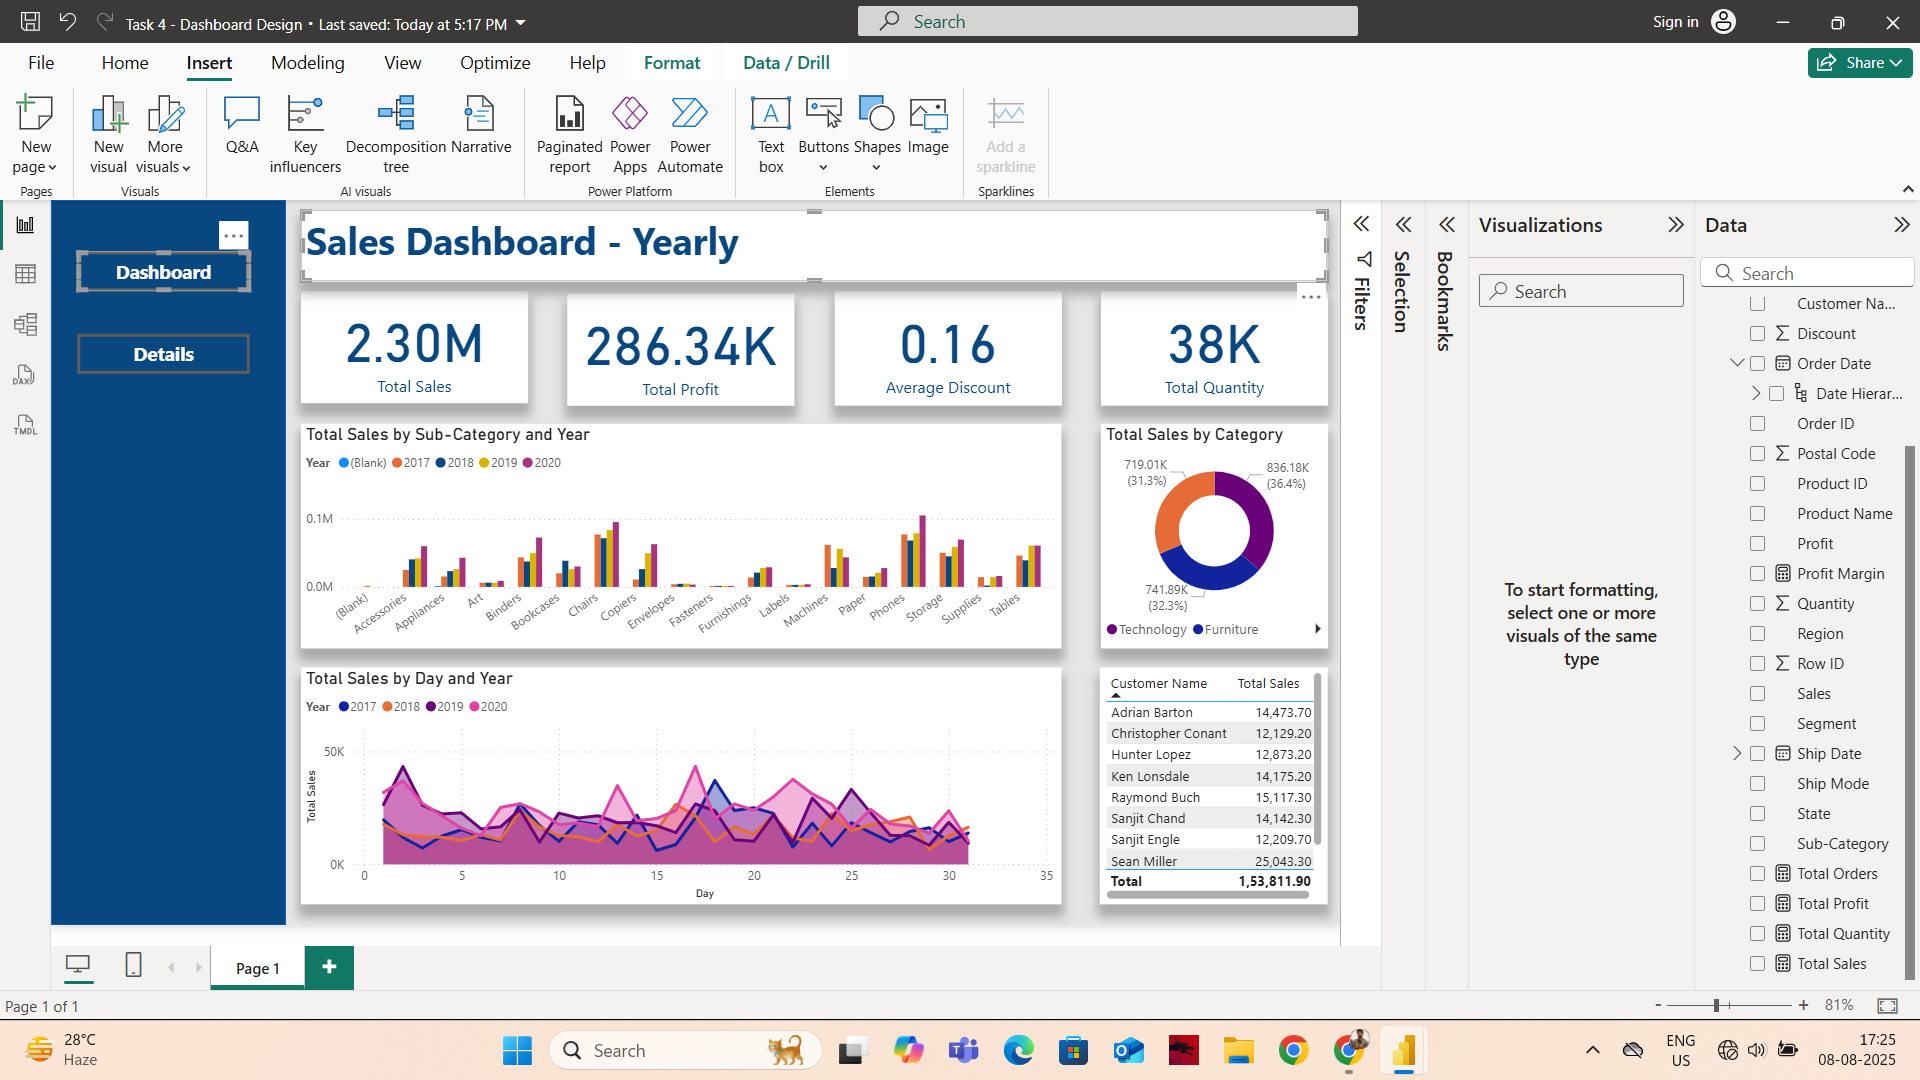 Task 4 - Dashboard Design • Last saved: Today at 5:17 PM
Search
Sign in
File
Home
Insert
Modeling
View
Optimize
Help
Format
Data / Drill
Share
New page
New visual
More visuals
Q&A
Key influencers
Decomposition tree
Narrative
Paginated report
Power Apps
Power Automate
Text box
Buttons
Shapes
Image
Add a sparkline
Pages
Visuals
AI visuals
Power Platform
Elements
Sparklines
DAX
TMDL
Dashboard
Details
Sales Dashboard - Yearly
2.30M
Total Sales
286.34K
Total Profit
0.16
Average Discount
38K
Total Quantity
Total Sales by Sub-Category and Year
Year (Blank) 2017 2018 2019 2020
0.1M
0.0M
(Blank)
Accessories
Appliances
Art
Binders
Bookcases
Chairs
Copiers
Envelopes
Fasteners
Furnishings
Labels
Machines
Paper
Phones
Storage
Supplies
Tables
Total Sales by Category
719.01K
(31.3%)
836.18K
(36.4%)
741.89K
(32.3%)
Technology Furniture
Total Sales by Day and Year
Year 2017 2018 2019 2020
Total Sales
50K
0K
0 5 10 15 20 25 30 35
Day
Customer Name Total Sales
Adrian Barton 14,473.70
Christopher Conant 12,129.20
Hunter Lopez 12,873.20
Ken Lonsdale 14,175.20
Raymond Buch 15,117.30
Sanjit Chand 14,142.30
Sanjit Engle 12,209.70
Sean Miller 25,043.30
Total 1,53,811.90
Filters
Selection
Bookmarks
Visualizations
Search
To start formatting,
select one or more
visuals of the same
type
Data
Search
Customer Na...
Discount
Order Date
Date Hierar...
Order ID
Postal Code
Product ID
Product Name
Profit
Profit Margin
Quantity
Region
Row ID
Sales
Segment
Ship Date
Ship Mode
State
Sub-Category
Total Orders
Total Profit
Total Quantity
Total Sales
Page 1
Page 1 of 1
- + 81%
28°C
Haze
Search
ENG
US
17:25
08-08-2025